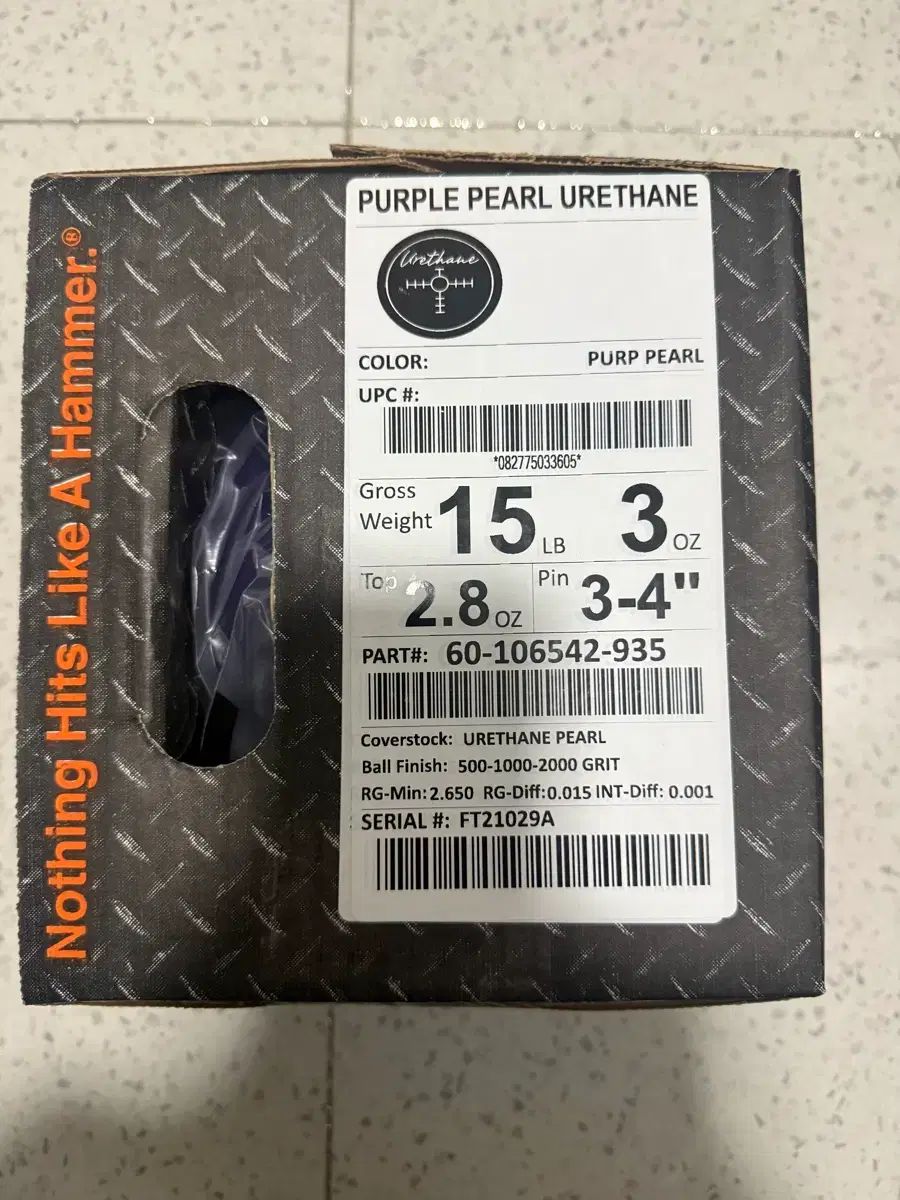 Nothing Hits Like A Hammer.®
PURPLE PEARL URETHANE
Urethane
COLOR: PURP PEARL
UPC #:
*082775033605*
Gross Weight 15 LB 3 OZ
Top 2.8 OZ Pin 3-4"
PART#: 60-106542-935
Coverstock: URETHANE PEARL
Ball Finish: 500-1000-2000 GRIT
RG-Min: 2.650 RG-Diff: 0.015 INT-Diff: 0.001
SERIAL #: FT21029A